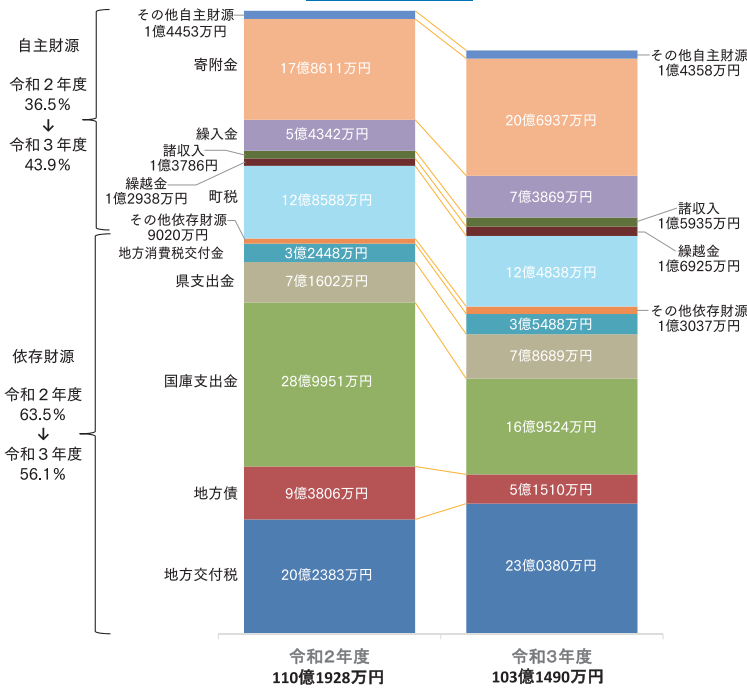 自主財源
令和２年度
36.5%
↓
令和３年度
43.9%
依存財源
令和２年度
63.5%
↓
令和３年度
56.1%
その他自主財源
1億4453万円
寄附金
繰入金
諸収入
1億3786円
繰越金
1億2938万円
町税
その他依存財源
9020万円
地方消費税交付金
県支出金
国庫支出金
地方債
地方交付税
17億8611万円
5億4342万円
12億8588万円
3億2448万円
7億1602万円
28億9951万円
9億3806万円
20億2383万円
20億6937万円
7億3869万円
12億4838万円
3億5488万円
7億8689万円
16億9524万円
5億1510万円
23億0380万円
その他自主財源
1億4358万円
諸収入
1億5935万円
繰越金
1億6925万円
その他依存財源
1億3037万円
令和2年度
110億1928万円
令和3年度
103億1490万円